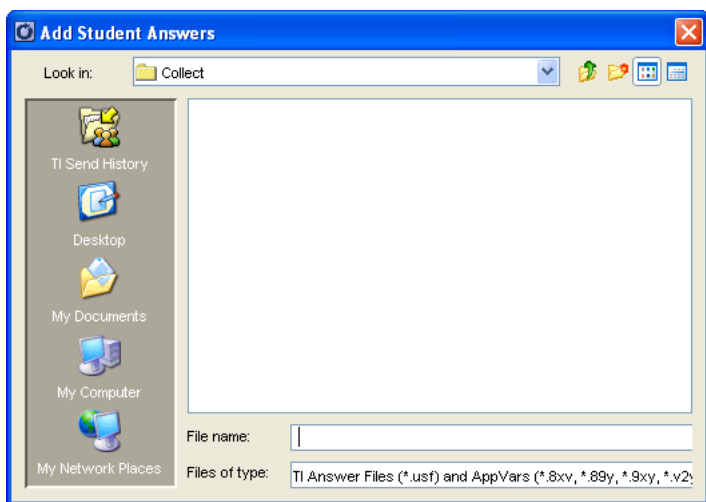 Add Student Answers
Look in:
Collect
TI Send History
Desktop
My Documents
My Computer
My Network Places
File name:
Files of type:
TI Answer Files (*.usf) and AppVars (*.8xv, *.89y, *.9xy, *.v2y